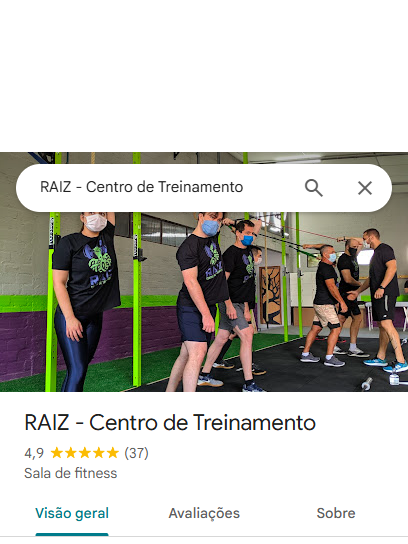 RAIZ - Centro de Treinamento
RAIZ
RAIZ - Centro de Treinamento
4,9 ★★★★★ (37)
Sala de fitness
Visão geral
Avaliações
Sobre